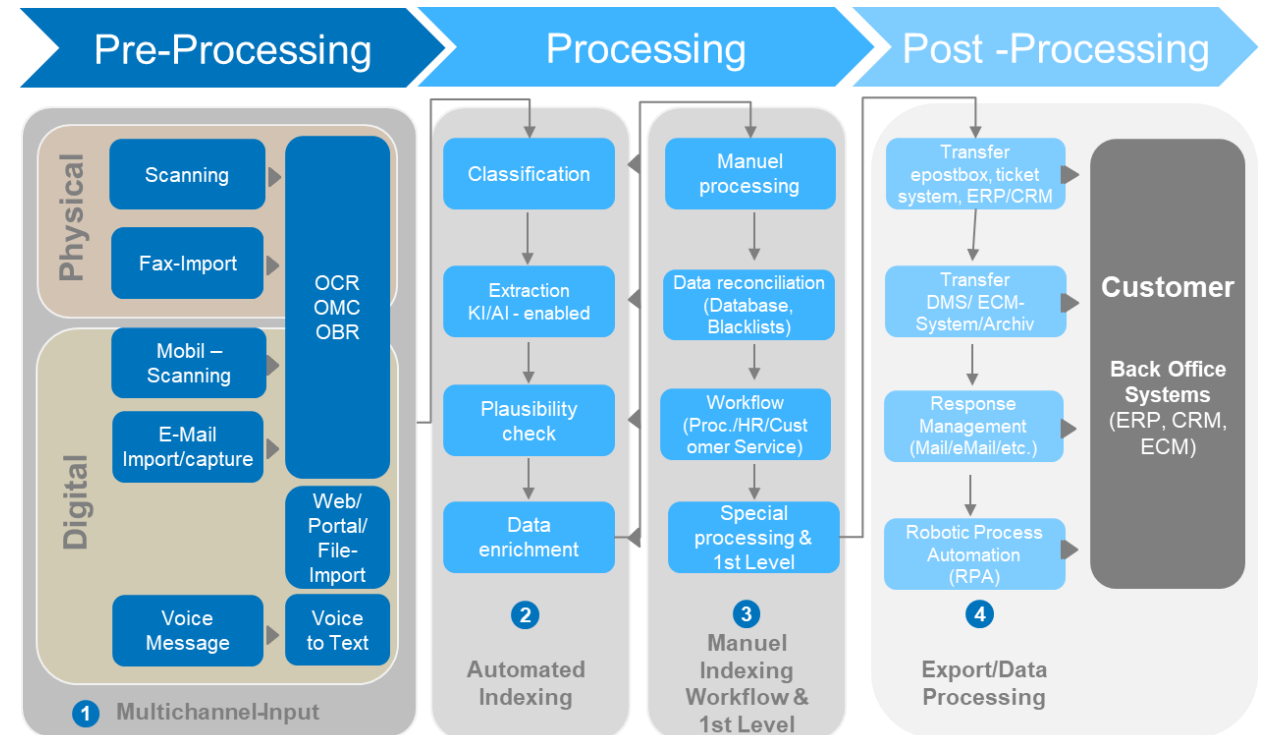 Pre-Processing
Processing
Post -Processing
Physical
Scanning
Fax-Import
OCR
OMC
OBR
Digital
Mobil –
Scanning
E-Mail
Import/capture
Web/
Portal/
File-
Import
Voice
Message
Voice
to Text
1 Multichannel-Input
Classification
Extraction
KI/AI - enabled
Plausibility
check
Data
enrichment
2
Automated
Indexing
Manuel
processing
Data reconciliation
(Database,
Blacklists)
Workflow
(Proc./HR/Cust
omer Service)
Special
processing &
1st Level
3
Manuel
Indexing
Workflow &
1st Level
Transfer
epostbox, ticket
system, ERP/CRM
Transfer
DMS/ ECM-
System/Archiv
Response
Management
(Mail/eMail/etc.)
Robotic Process
Automation
(RPA)
4
Export/Data
Processing
Customer
Back Office
Systems
(ERP, CRM,
ECM)